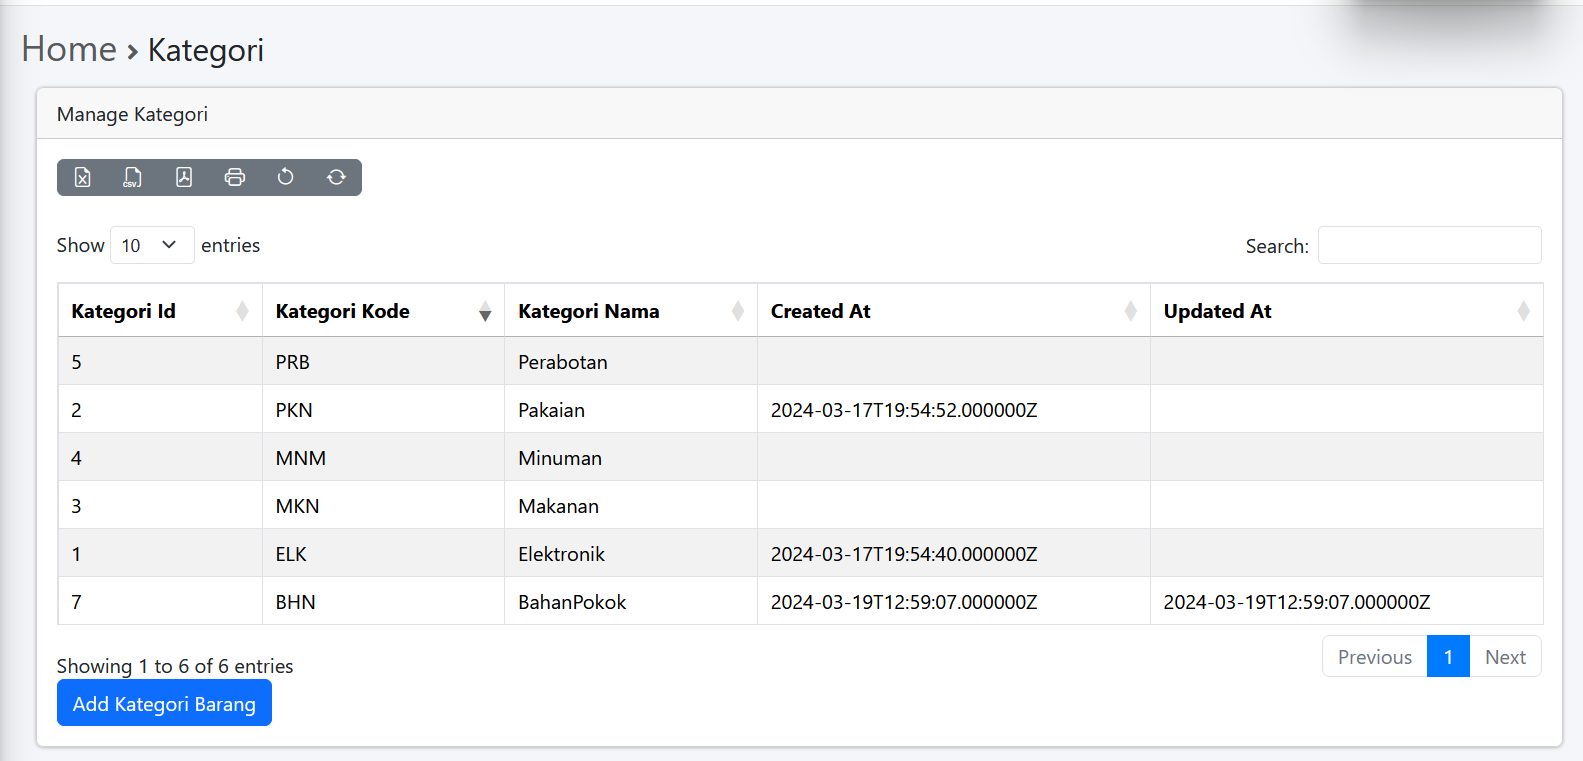 Home › Kategori
Manage Kategori
CSV
Show 10 entries
Search:
Kategori Id Kategori Kode Kategori Nama Created At Updated At
5 PRB Perabotan
2 PKN Pakaian 2024-03-17T19:54:52.000000Z
4 MNM Minuman
3 MKN Makanan
1 ELK Elektronik 2024-03-17T19:54:40.000000Z
7 BHN BahanPokok 2024-03-19T12:59:07.000000Z 2024-03-19T12:59:07.000000Z
Showing 1 to 6 of 6 entries
Previous 1 Next
Add Kategori Barang